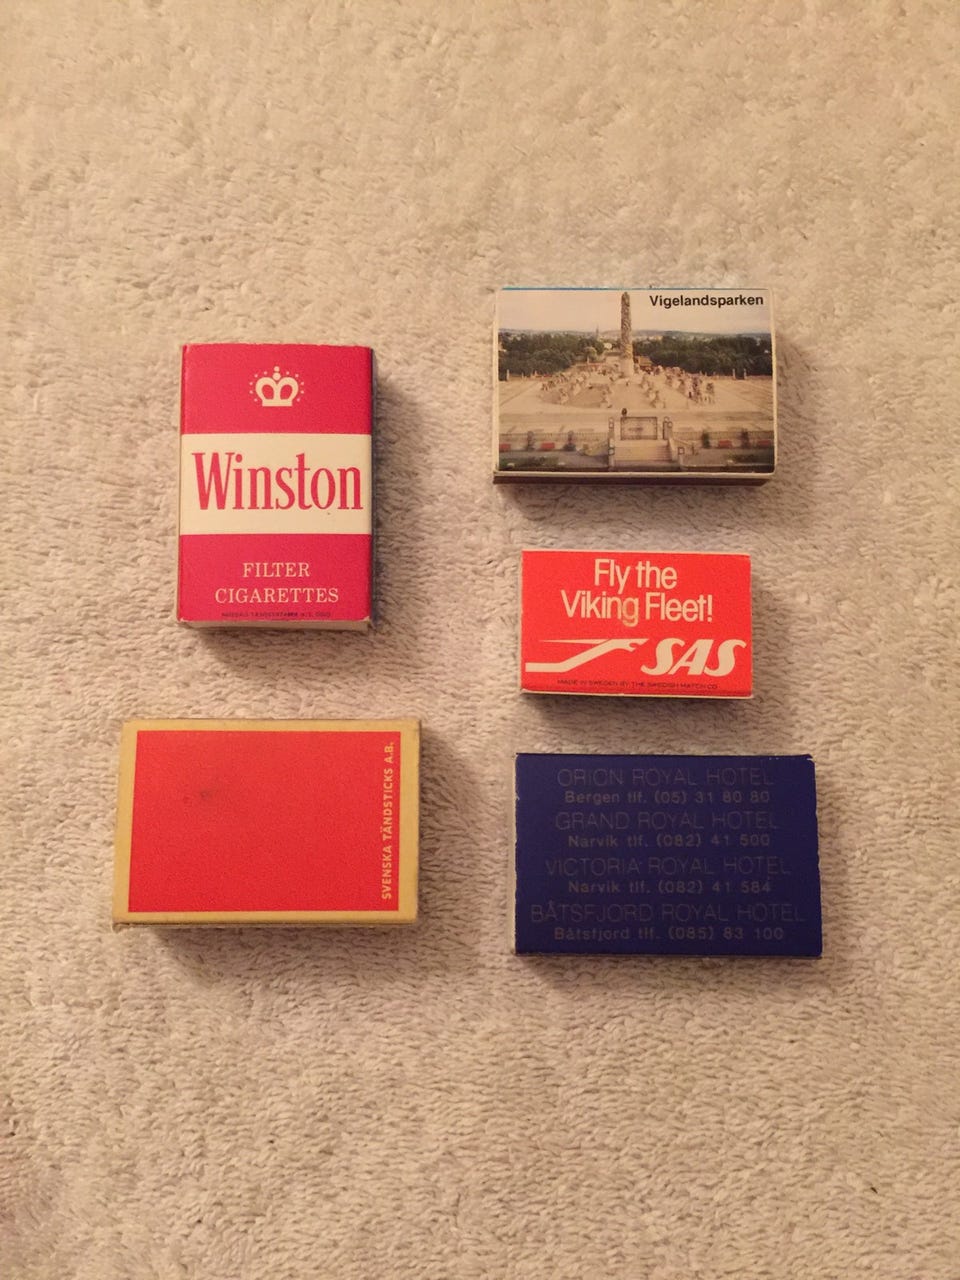 Winston
FILTER
CIGARETTES
Vigelandsparken
Fly the
Viking Fleet!
SAS
MADE IN SWEDEN BY THE SWEDISH MATCH CO
SVENSKA TÄNDSTICKS A.B.
ORION ROYAL HOTEL
Bergen tlf. (05) 31 80 80
GRAND ROYAL HOTEL
Narvik tlf. (082) 41 500
VICTORIA ROYAL HOTEL
Narvik tlf. (082) 41 584
BÅTSFJORD ROYAL HOTEL
Båtsfjord tlf. (085) 83 100